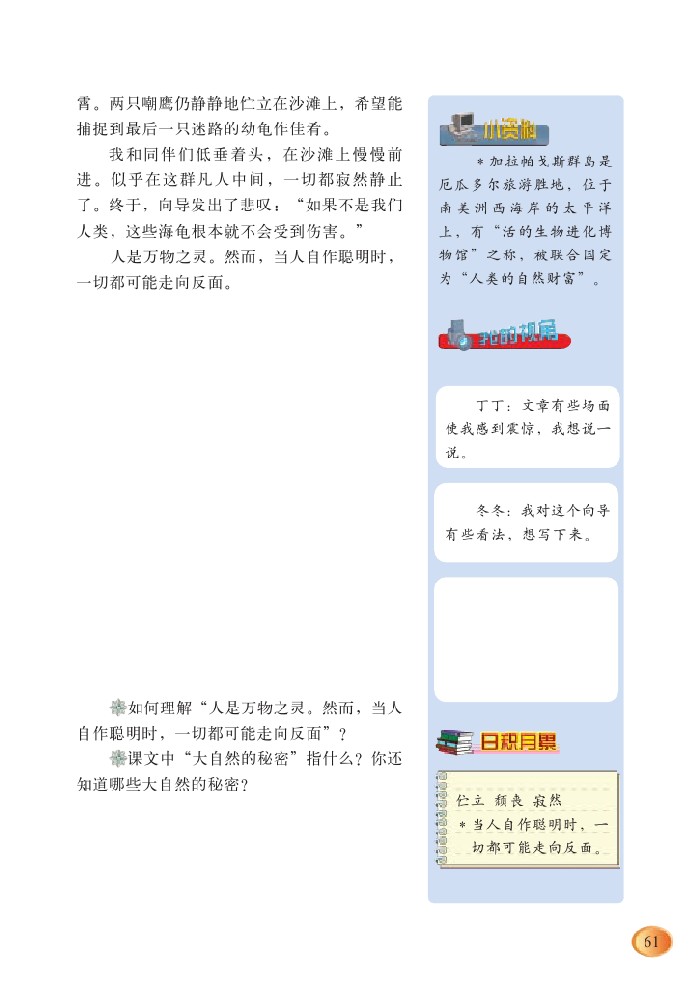 霄。两只嘲鹰仍静静地伫立在沙滩上，希望能
捕捉到最后一只迷路的幼龟作佳肴。
我和同伴们低垂着头，在沙滩上慢慢前
进。似乎在这群凡人中间，一切都寂然静止
了。终于，向导发出了悲叹：“如果不是我们
人类，这些海龟根本就不会受到伤害。”
人是万物之灵。然而，当人自作聪明时，
一切都可能走向反面。
如何理解“人是万物之灵。然而，当人
自作聪明时，一切都可能走向反面”？
课文中“大自然的秘密”指什么？你还
知道哪些大自然的秘密？
小资料
*加拉帕戈斯群岛是
厄瓜多尔旅游胜地，位于
南美洲西海岸的太平洋
上，有“活的生物进化博
物馆”之称，被联合国定
为“人类的自然财富”。
我的视角
丁丁：文章有些场面
使我感到震惊，我想说一
说。
冬冬：我对这个向导
有些看法，想写下来。
日积月累
伫立 颓丧 寂然
*当人自作聪明时，一
切都可能走向反面。
61